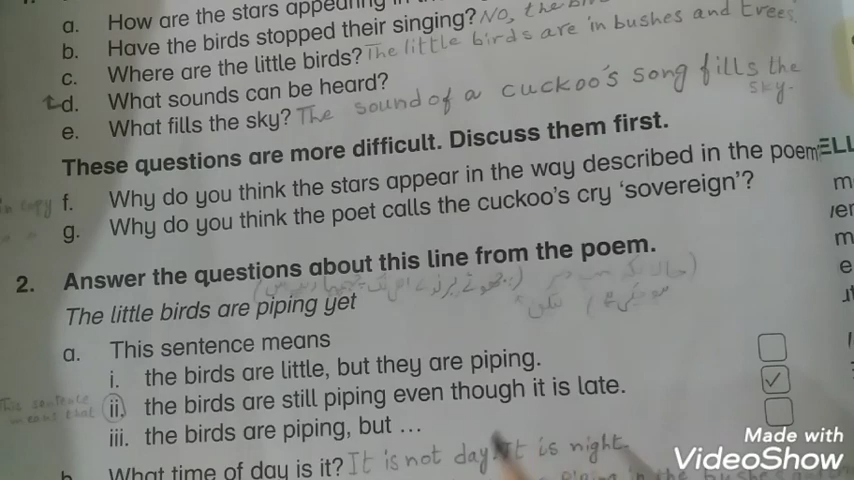 a. How are the stars appearing in
b. Have the birds stopped their singing? No, the
c. Where are the little birds? The little birds are in bushes and trees.
d. What sounds can be heard?
e. What fills the sky? The sound of a cuckoo's song fills the sky.
These questions are more difficult. Discuss them first.
in copy f. Why do you think the stars appear in the way described in the poem
g. Why do you think the poet calls the cuckoo's cry 'sovereign'?
2. Answer the questions about this line from the poem.
The little birds are piping yet
a. This sentence means
i. the birds are little, but they are piping.
This sentence means that ii. the birds are still piping even though it is late.
iii. the birds are piping, but ...
What time of day is it? It is not day. It is night.
Made with
VideoShow